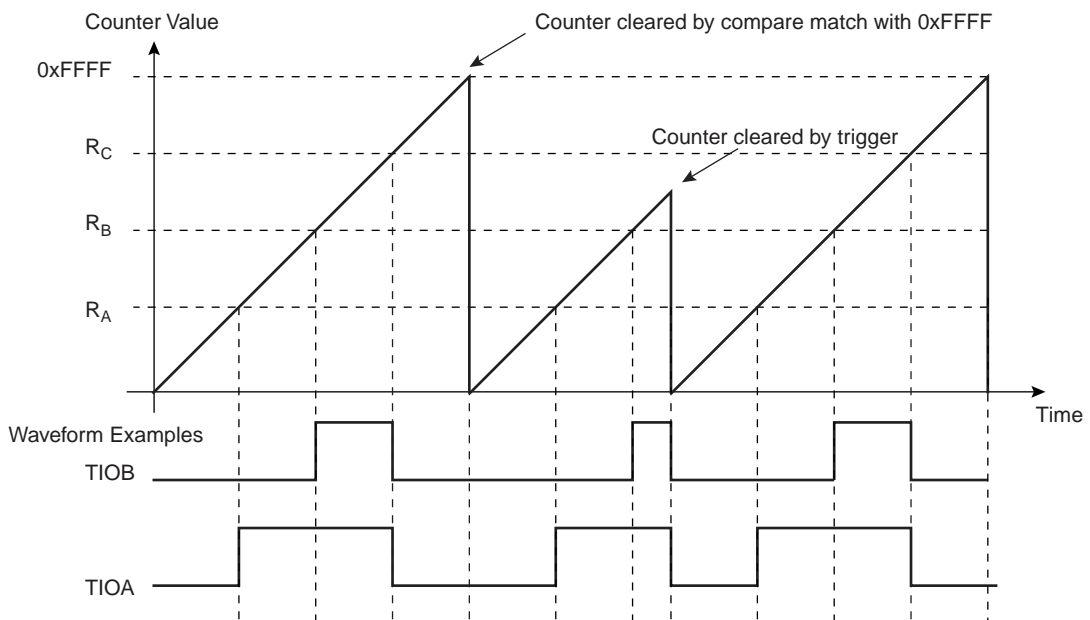 Counter Value
Counter cleared by compare match with 0xFFFF
0xFFFF
Counter cleared by trigger
RC
RB
RA
Time
Waveform Examples
TIOB
TIOA